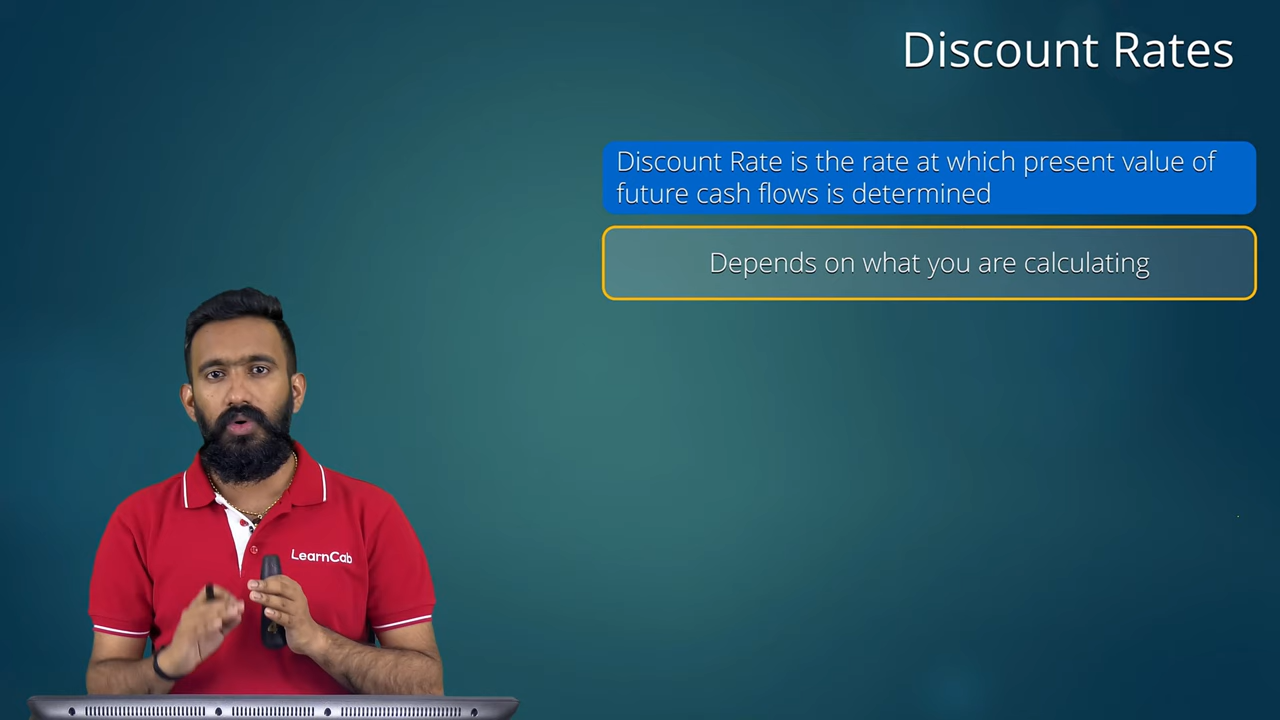 Discount Rates
Discount Rate is the rate at which present value of
future cash flows is determined
Depends on what you are calculating
LearnCab